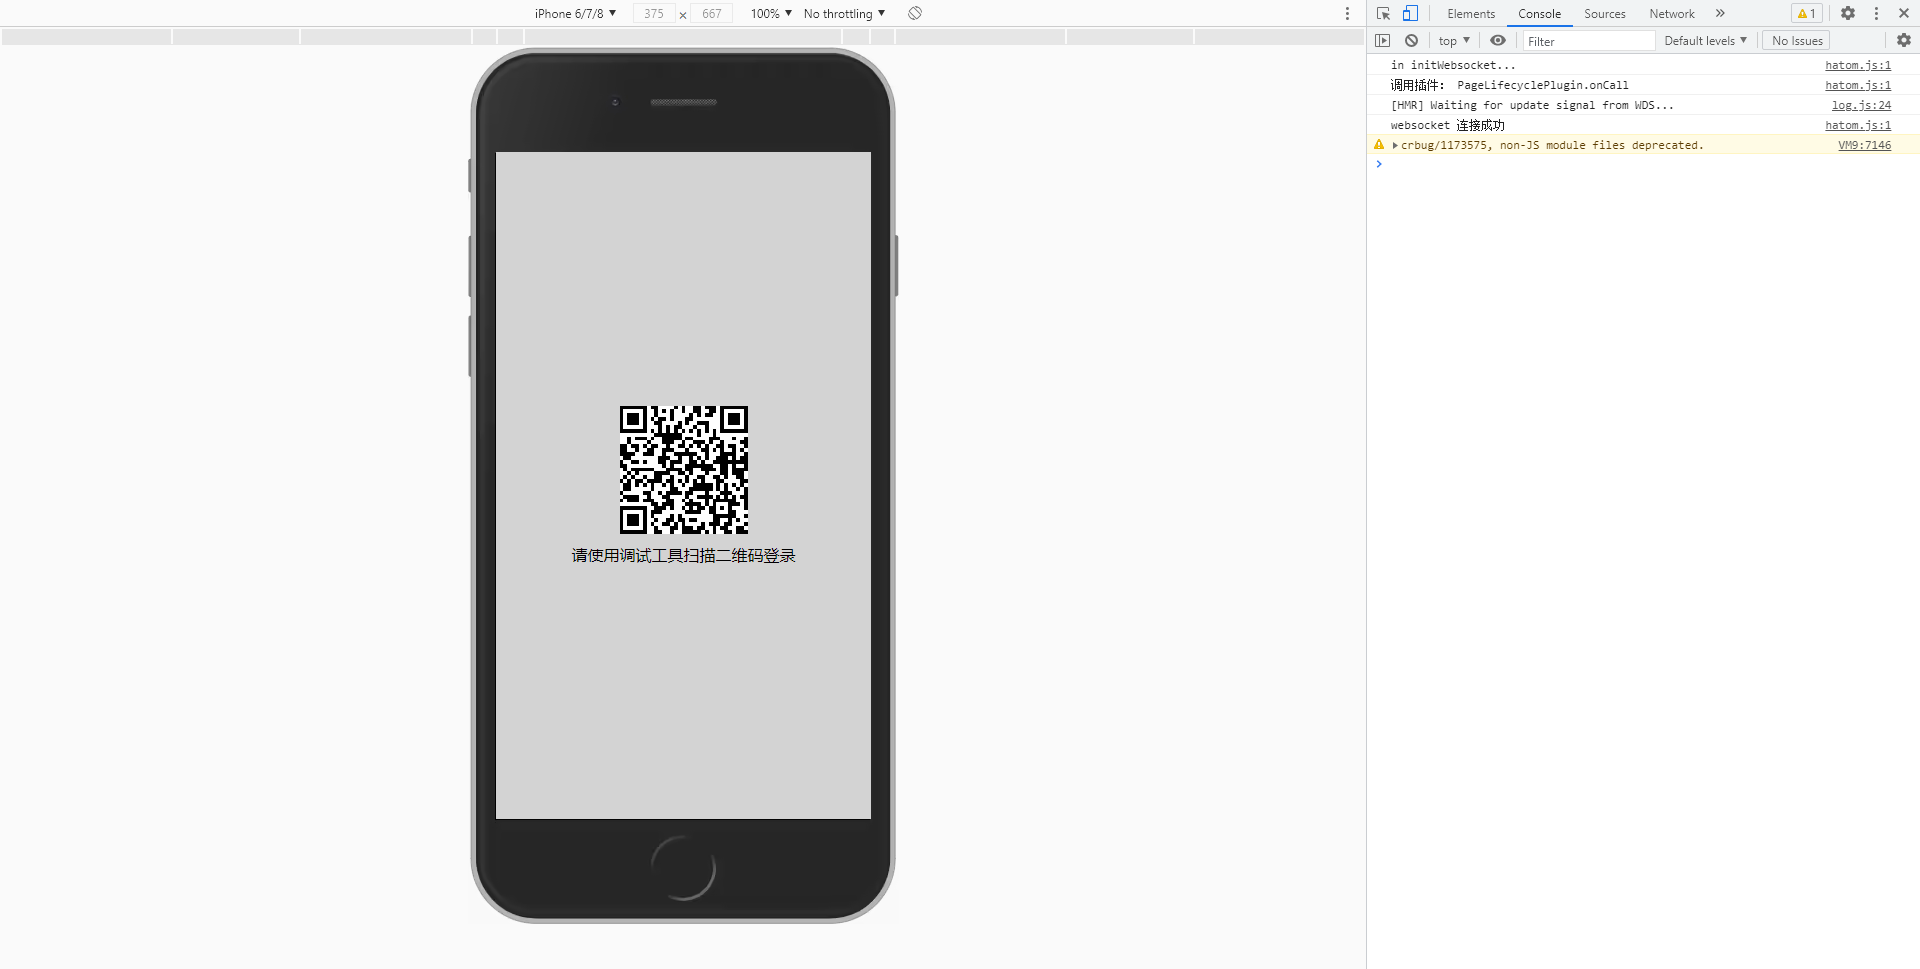 iPhone 6/7/8 ▼ 375 × 667 100% ▼ No throttling ▼
Elements Console Sources Network » 1
top ▼ Filter Default levels ▼ No Issues
in initWebsocket... hatom.js:1
调用插件： PageLifecyclePlugin.onCall hatom.js:1
[HMR] Waiting for update signal from WDS... log.js:24
websocket 连接成功 hatom.js:1
crbug/1173575, non-JS module files deprecated. VM9:7146
请使用调试工具扫描二维码登录